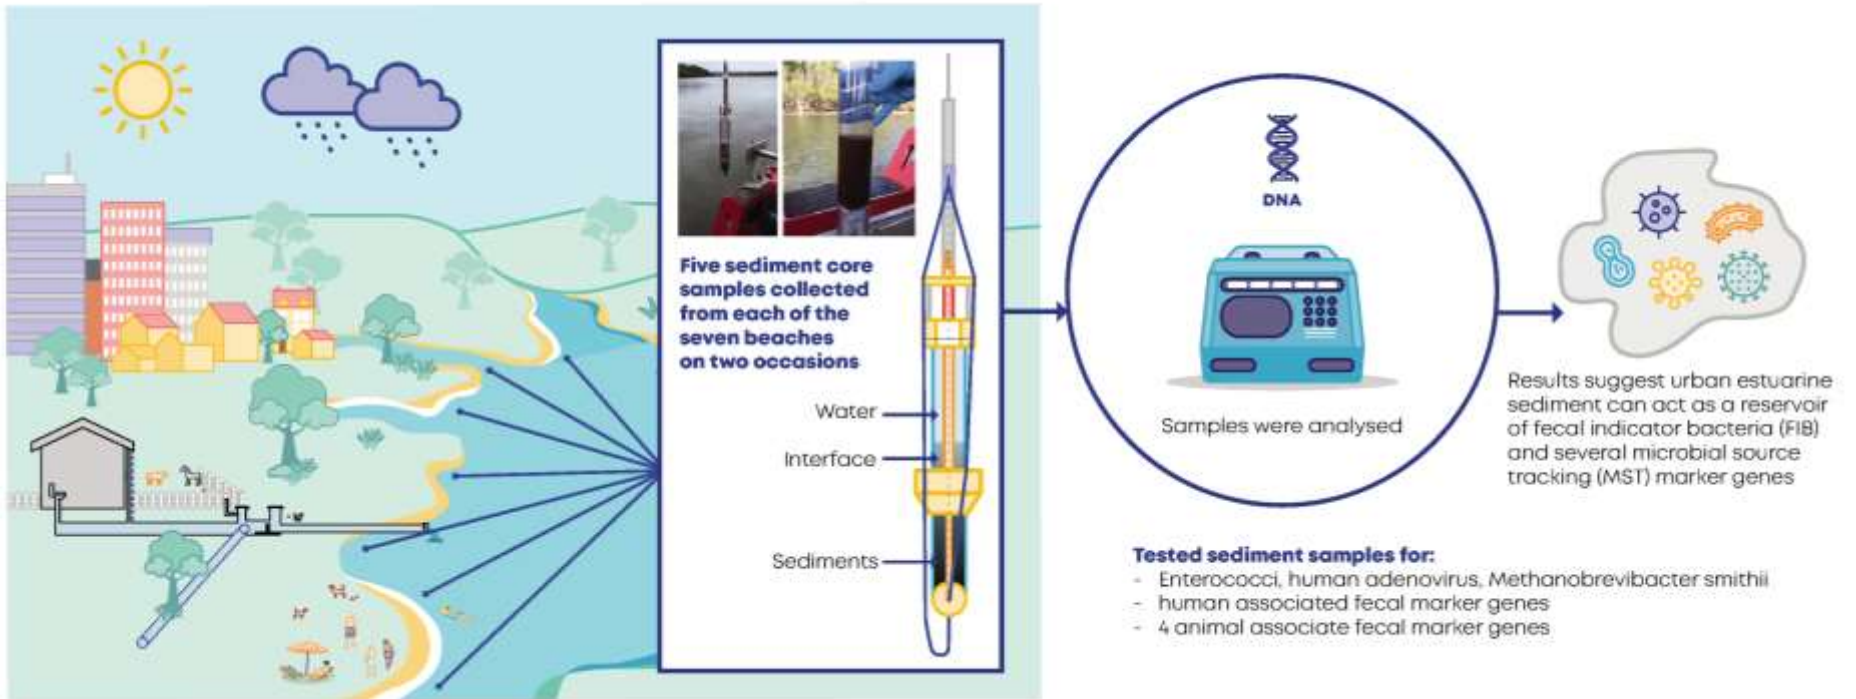 Five sediment core
samples collected
from each of the
seven beaches
on two occasions
Water
Interface
Sediments
DNA
Samples were analysed
Results suggest urban estuarine
sediment can act as a reservoir
of fecal indicator bacteria (FIB)
and several microbial source
tracking (MST) marker genes
Tested sediment samples for:
- Enterococci, human adenovirus, Methanobrevibacter smithii
- human associated fecal marker genes
- 4 animal associate fecal marker genes